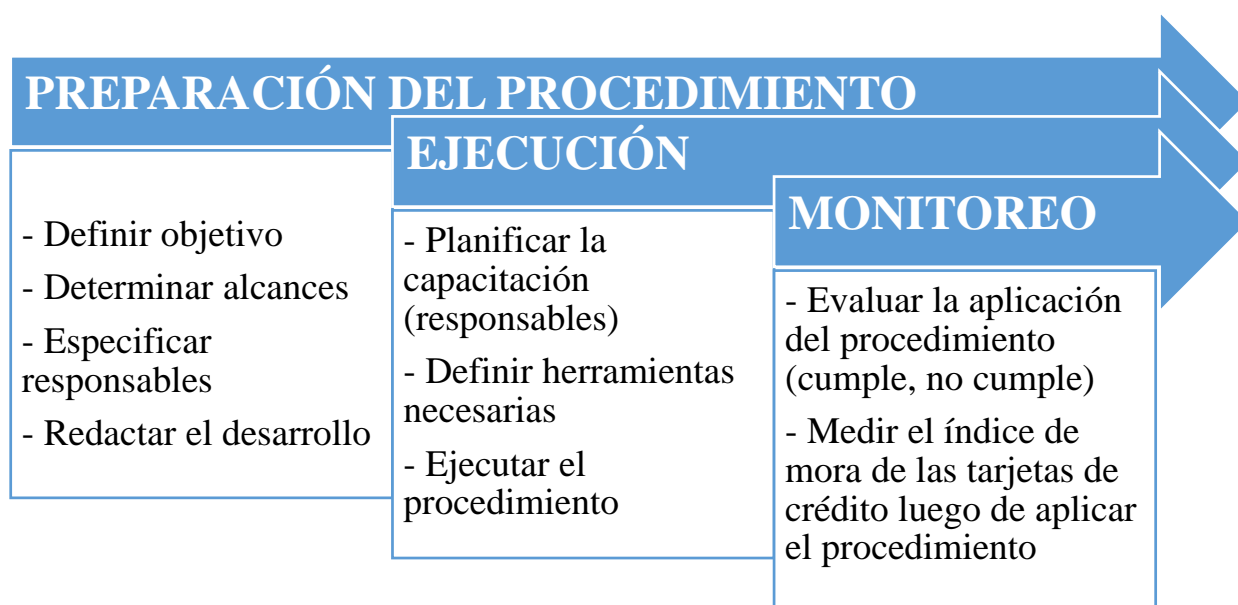 PREPARACIÓN DEL PROCEDIMIENTO
- Definir objetivo
- Determinar alcances
- Especificar
responsables
- Redactar el desarrollo
EJECUCIÓN
- Planificar la
capacitación
(responsables)
- Definir herramientas
necesarias
- Ejecutar el
procedimiento
MONITOREO
- Evaluar la aplicación
del procedimiento
(cumple, no cumple)
- Medir el índice de
mora de las tarjetas de
crédito luego de aplicar
el procedimiento